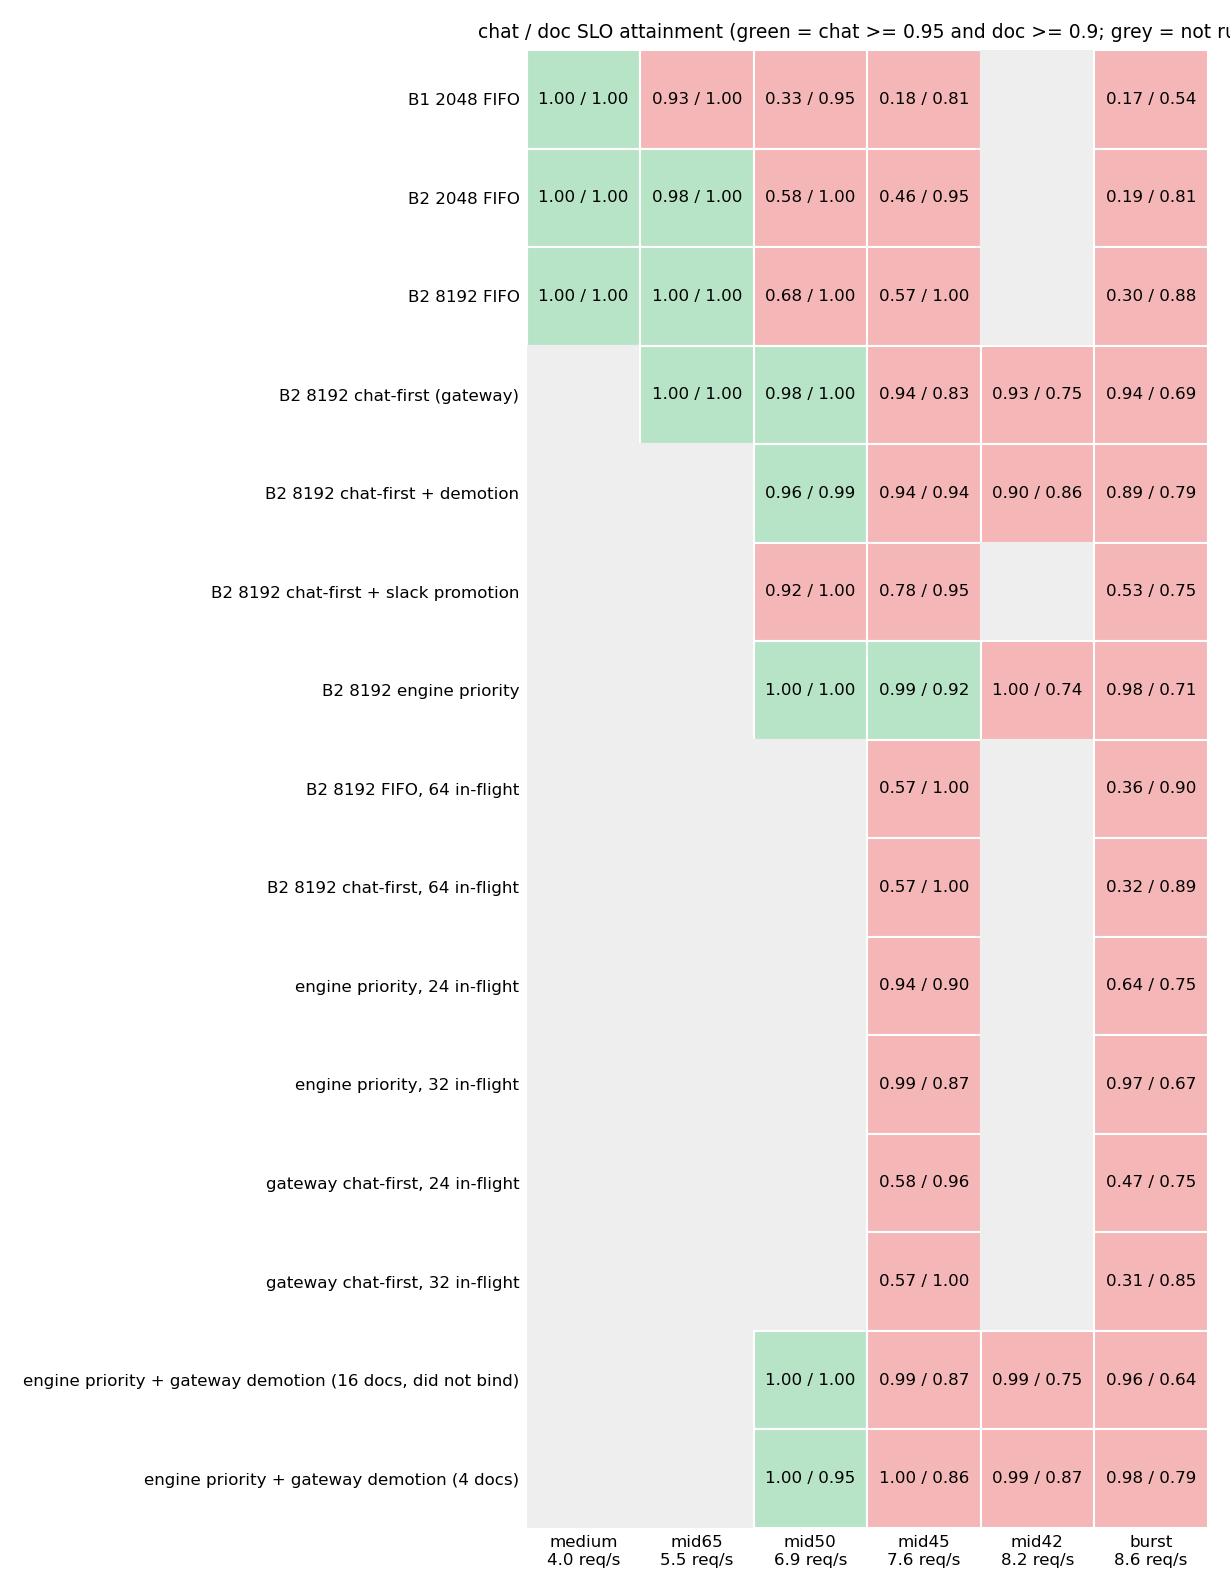 chat / doc SLO attainment (green = chat >= 0.95 and doc >= 0.9; grey = not ru
B1 2048 FIFO 1.00 / 1.00 0.93 / 1.00 0.33 / 0.95 0.18 / 0.81 0.17 / 0.54
B2 2048 FIFO 1.00 / 1.00 0.98 / 1.00 0.58 / 1.00 0.46 / 0.95 0.19 / 0.81
B2 8192 FIFO 1.00 / 1.00 1.00 / 1.00 0.68 / 1.00 0.57 / 1.00 0.30 / 0.88
B2 8192 chat-first (gateway) 1.00 / 1.00 0.98 / 1.00 0.94 / 0.83 0.93 / 0.75 0.94 / 0.69
B2 8192 chat-first + demotion 0.96 / 0.99 0.94 / 0.94 0.90 / 0.86 0.89 / 0.79
B2 8192 chat-first + slack promotion 0.92 / 1.00 0.78 / 0.95 0.53 / 0.75
B2 8192 engine priority 1.00 / 1.00 0.99 / 0.92 1.00 / 0.74 0.98 / 0.71
B2 8192 FIFO, 64 in-flight 0.57 / 1.00 0.36 / 0.90
B2 8192 chat-first, 64 in-flight 0.57 / 1.00 0.32 / 0.89
engine priority, 24 in-flight 0.94 / 0.90 0.64 / 0.75
engine priority, 32 in-flight 0.99 / 0.87 0.97 / 0.67
gateway chat-first, 24 in-flight 0.58 / 0.96 0.47 / 0.75
gateway chat-first, 32 in-flight 0.57 / 1.00 0.31 / 0.85
engine priority + gateway demotion (16 docs, did not bind) 1.00 / 1.00 0.99 / 0.87 0.99 / 0.75 0.96 / 0.64
engine priority + gateway demotion (4 docs) 1.00 / 0.95 1.00 / 0.86 0.99 / 0.87 0.98 / 0.79
medium mid65 mid50 mid45 mid42 burst
4.0 req/s 5.5 req/s 6.9 req/s 7.6 req/s 8.2 req/s 8.6 req/s